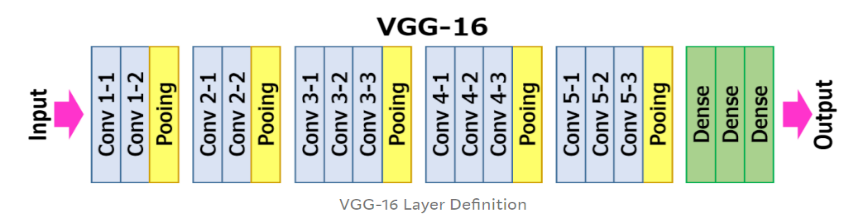 VGG-16
Input
Conv 1-1
Conv 1-2
Pooing
Conv 2-1
Conv 2-2
Pooing
Conv 3-1
Conv 3-2
Conv 3-3
Pooing
Conv 4-1
Conv 4-2
Conv 4-3
Pooing
Conv 5-1
Conv 5-2
Conv 5-3
Pooing
Dense
Dense
Dense
Output
VGG-16 Layer Definition